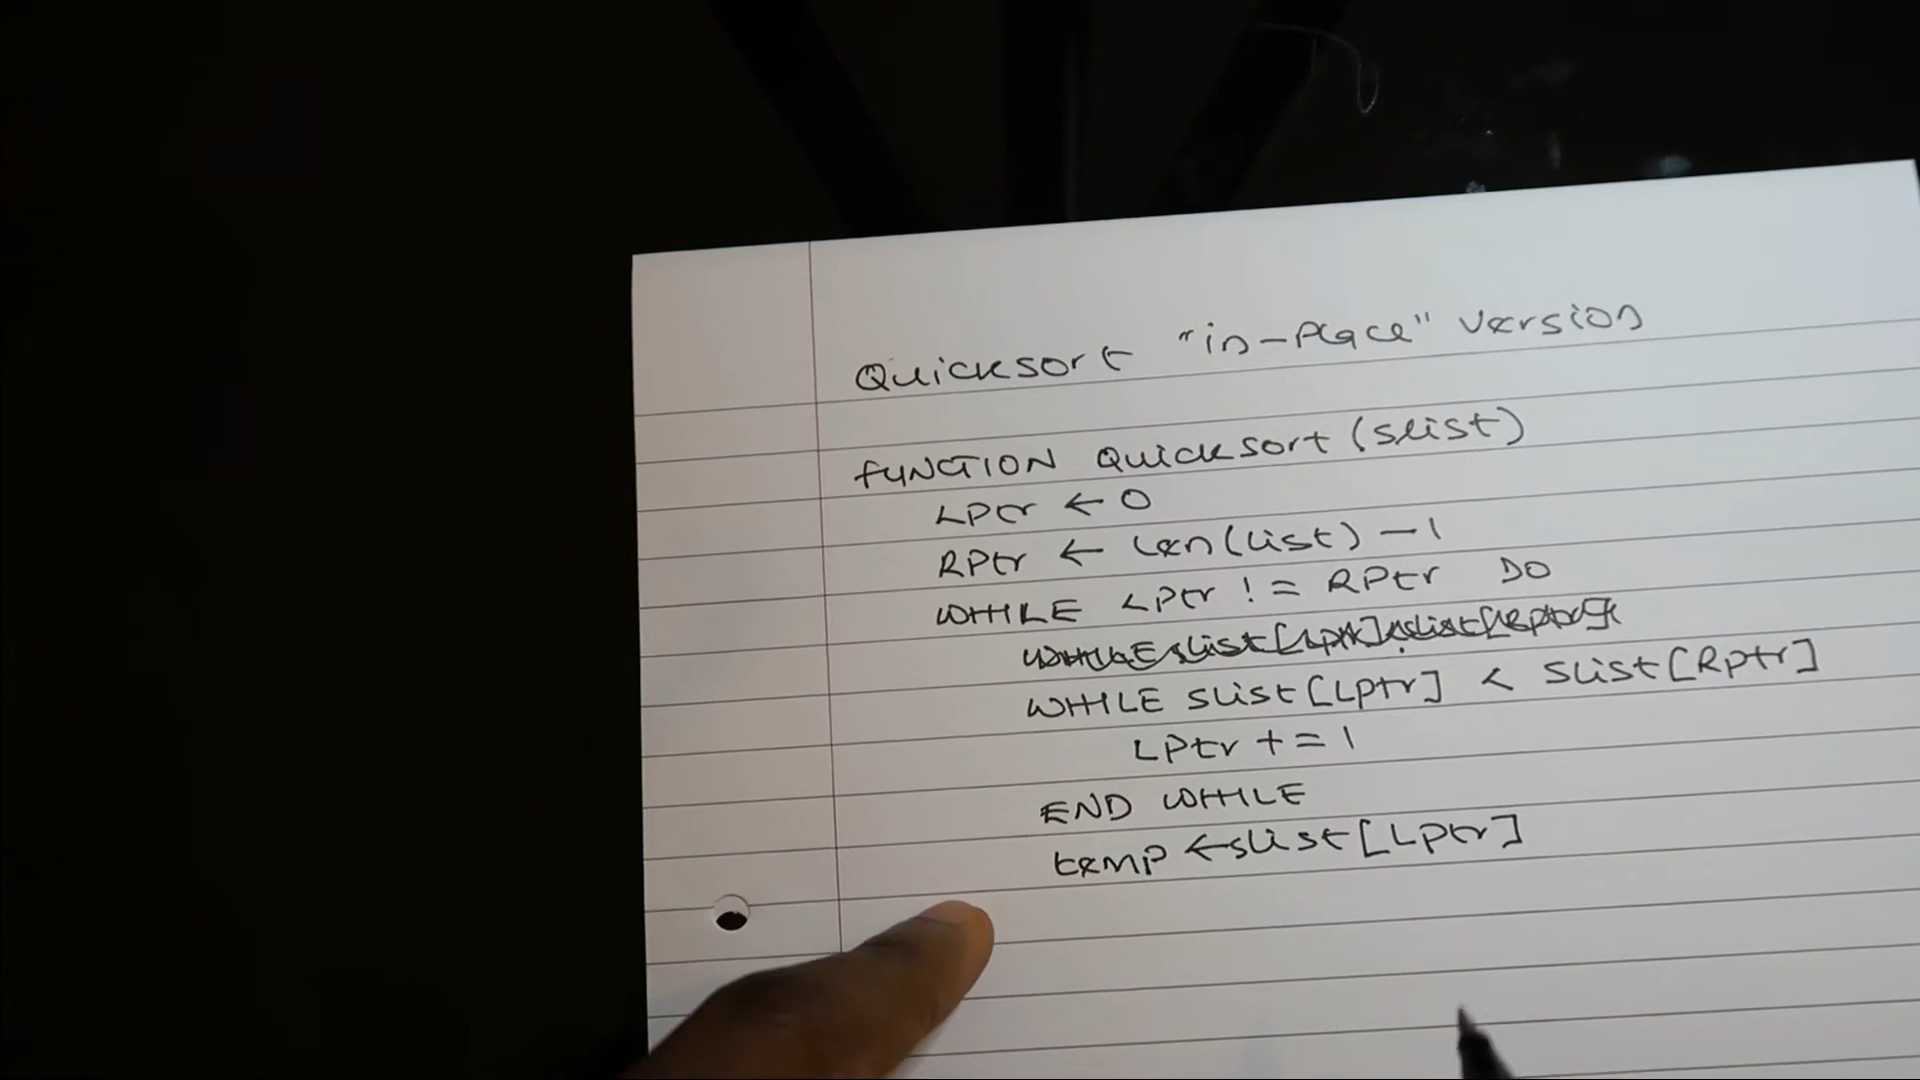 Quicksort "in-place" version
FUNCTION Quicksort (slist)
LPtr ← 0
RPtr ← len(list) - 1
WHILE LPtr != RPtr DO
WHILE slist[Lptr] < slist[Rptr]
LPtr += 1
END WHILE
temp ← slist[Lptr]